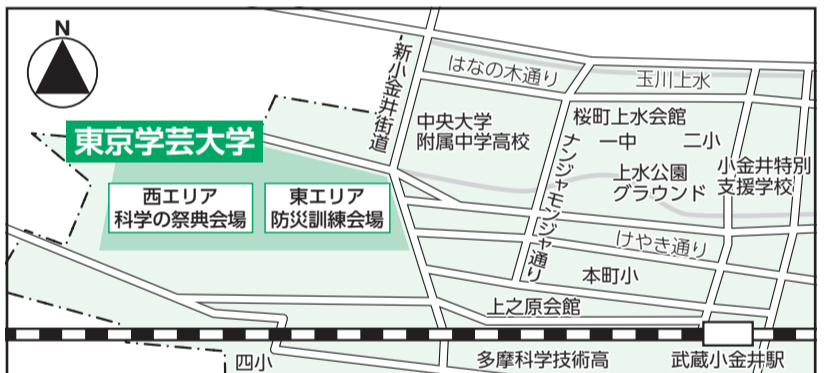 N
新小金井街道
はなの木通り
玉川上水
東京学芸大学
中央大学
附属中学高校
ナンジャモンジャ通り
桜町上水会館
一中
二小
上水公園
グラウンド
小金井特別
支援学校
西エリア
科学の祭典会場
東エリア
防災訓練会場
けやき通り
本町小
上之原会館
四小
多摩科学技術高
武蔵小金井駅